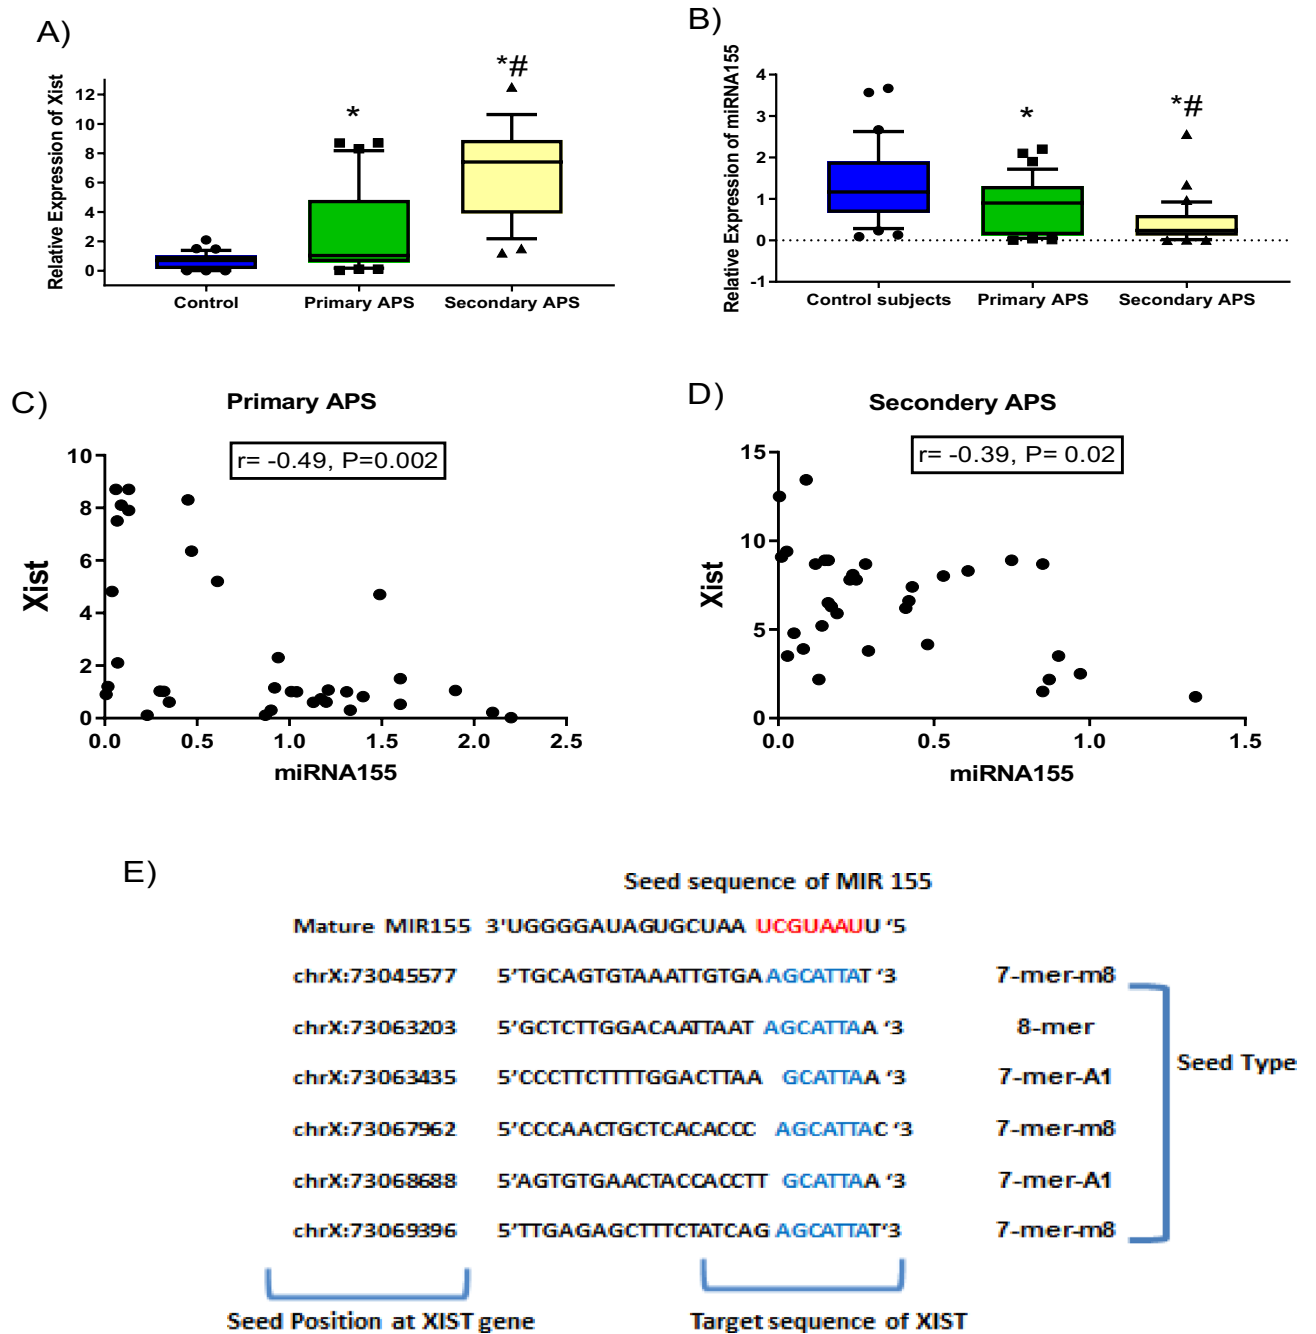 A)
Relative Expression of Xist
12
10
8
6
4
2
0
*
*#
Control
Primary APS
Secondary APS
B)
Relative Expression of miRNA155
4
3
2
1
0
-1
*
*#
Control subjects
Primary APS
Secondary APS
C)
Primary APS
r= -0.49, P=0.002
Xist
10
8
6
4
2
0
0.0
0.5
1.0
1.5
2.0
2.5
miRNA155
D)
Secondery APS
r= -0.39, P= 0.02
Xist
15
10
5
0
0.0
0.5
1.0
1.5
miRNA155
E)
Seed sequence of MIR 155
Mature MIR155 3'UGGGGAUAGUGCUAA UCGUAAUU ‘5
chrX:73045577 5’TGCAGTGTAAATTGTGA AGCATTAT ‘3 7-mer-m8
chrX:73063203 5’GCTCTTGGACAATTAAT AGCATTAA ‘3 8-mer
chrX:73063435 5’CCCTTCTTTTGGACTTAA GCATTAA ‘3 7-mer-A1
chrX:73067962 5’CCCAACTGCTCACACCC AGCATTAC ‘3 7-mer-m8
chrX:73068688 5’AGTGTGAACTACCACCTT GCATTAA ‘3 7-mer-A1
chrX:73069396 5’TTGAGAGCTTTCTATCAG AGCATTAT‘3 7-mer-m8
Seed Type
Seed Position at XIST gene
Target sequence of XIST